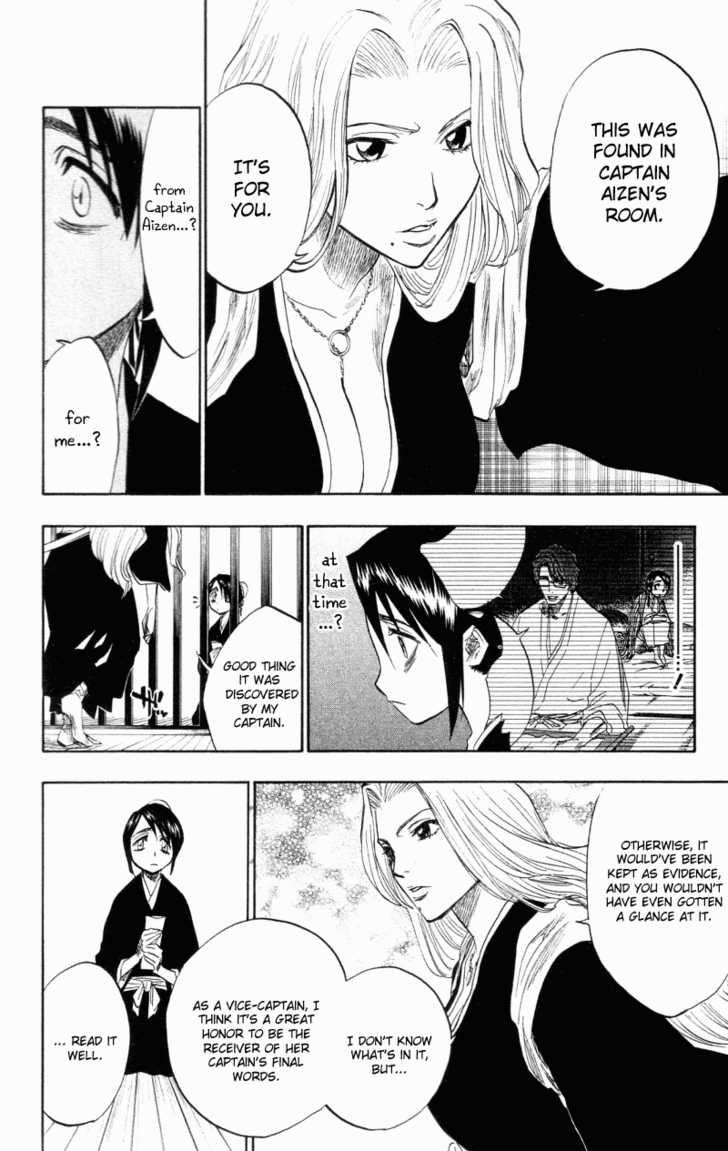 THIS WAS
FOUND IN
CAPTAIN
AIZEN'S
ROOM.
IT'S
FOR
YOU.
from
Captain
Aizen...?
for
me...?
at
that
time
...?
GOOD THING
IT WAS
DISCOVERED
BY MY
CAPTAIN.
OTHERWISE, IT
WOULD'VE BEEN
KEPT AS EVIDENCE,
AND YOU WOULDN'T
HAVE EVEN GOTTEN
A GLANCE AT IT.
I DON'T KNOW
WHAT'S IN IT,
BUT...
AS A VICE-CAPTAIN, I
THINK IT'S A GREAT
HONOR TO BE THE
RECEIVER OF HER
CAPTAIN'S FINAL
WORDS.
... READ IT
WELL.